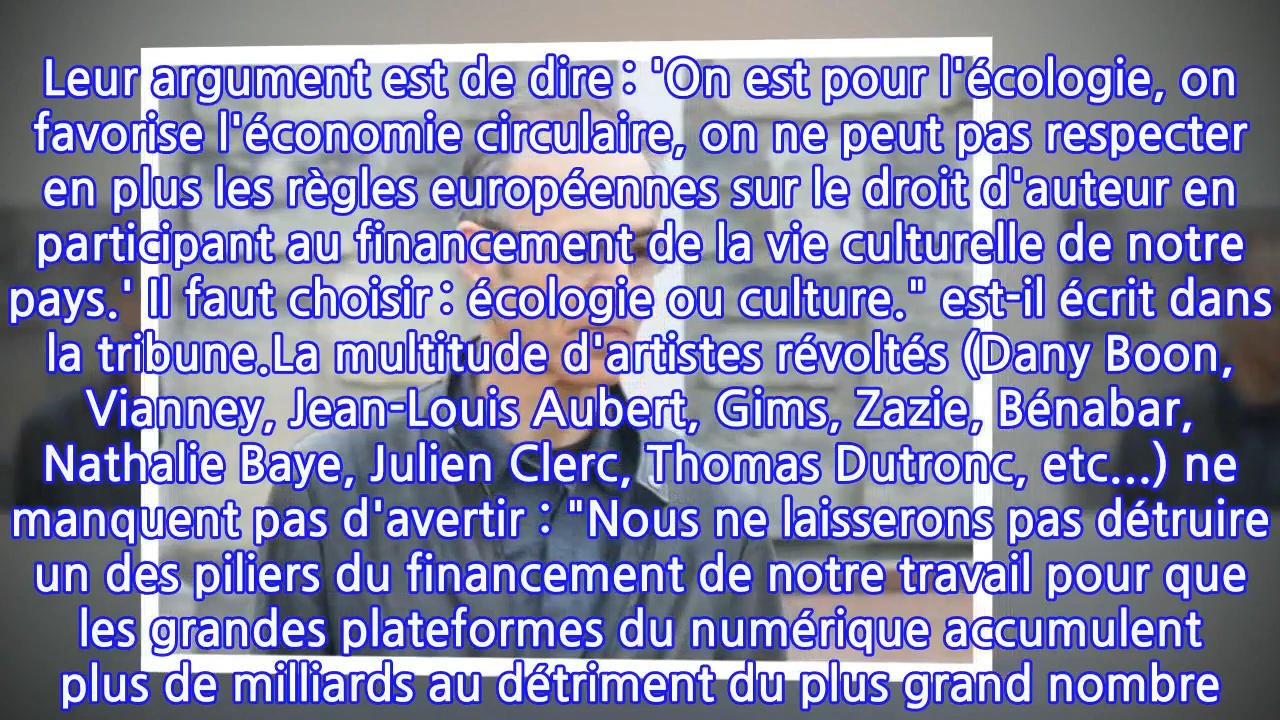 Leur argument est de dire : 'On est pour l'écologie, on
favorise l'économie circulaire, on ne peut pas respecter
en plus les règles européennes sur le droit d'auteur en
participant au financement de la vie culturelle de notre
pays.' Il faut choisir : écologie ou culture." est-il écrit dans
la tribune.La multitude d'artistes révoltés (Dany Boon,
Vianney, Jean-Louis Aubert, Gims, Zazie, Bénabar,
Nathalie Baye, Julien Clerc, Thomas Dutronc, etc...) ne
manquent pas d'avertir : "Nous ne laisserons pas détruire
un des piliers du financement de notre travail pour que
les grandes plateformes du numérique accumulent
plus de milliards au détriment du plus grand nombre